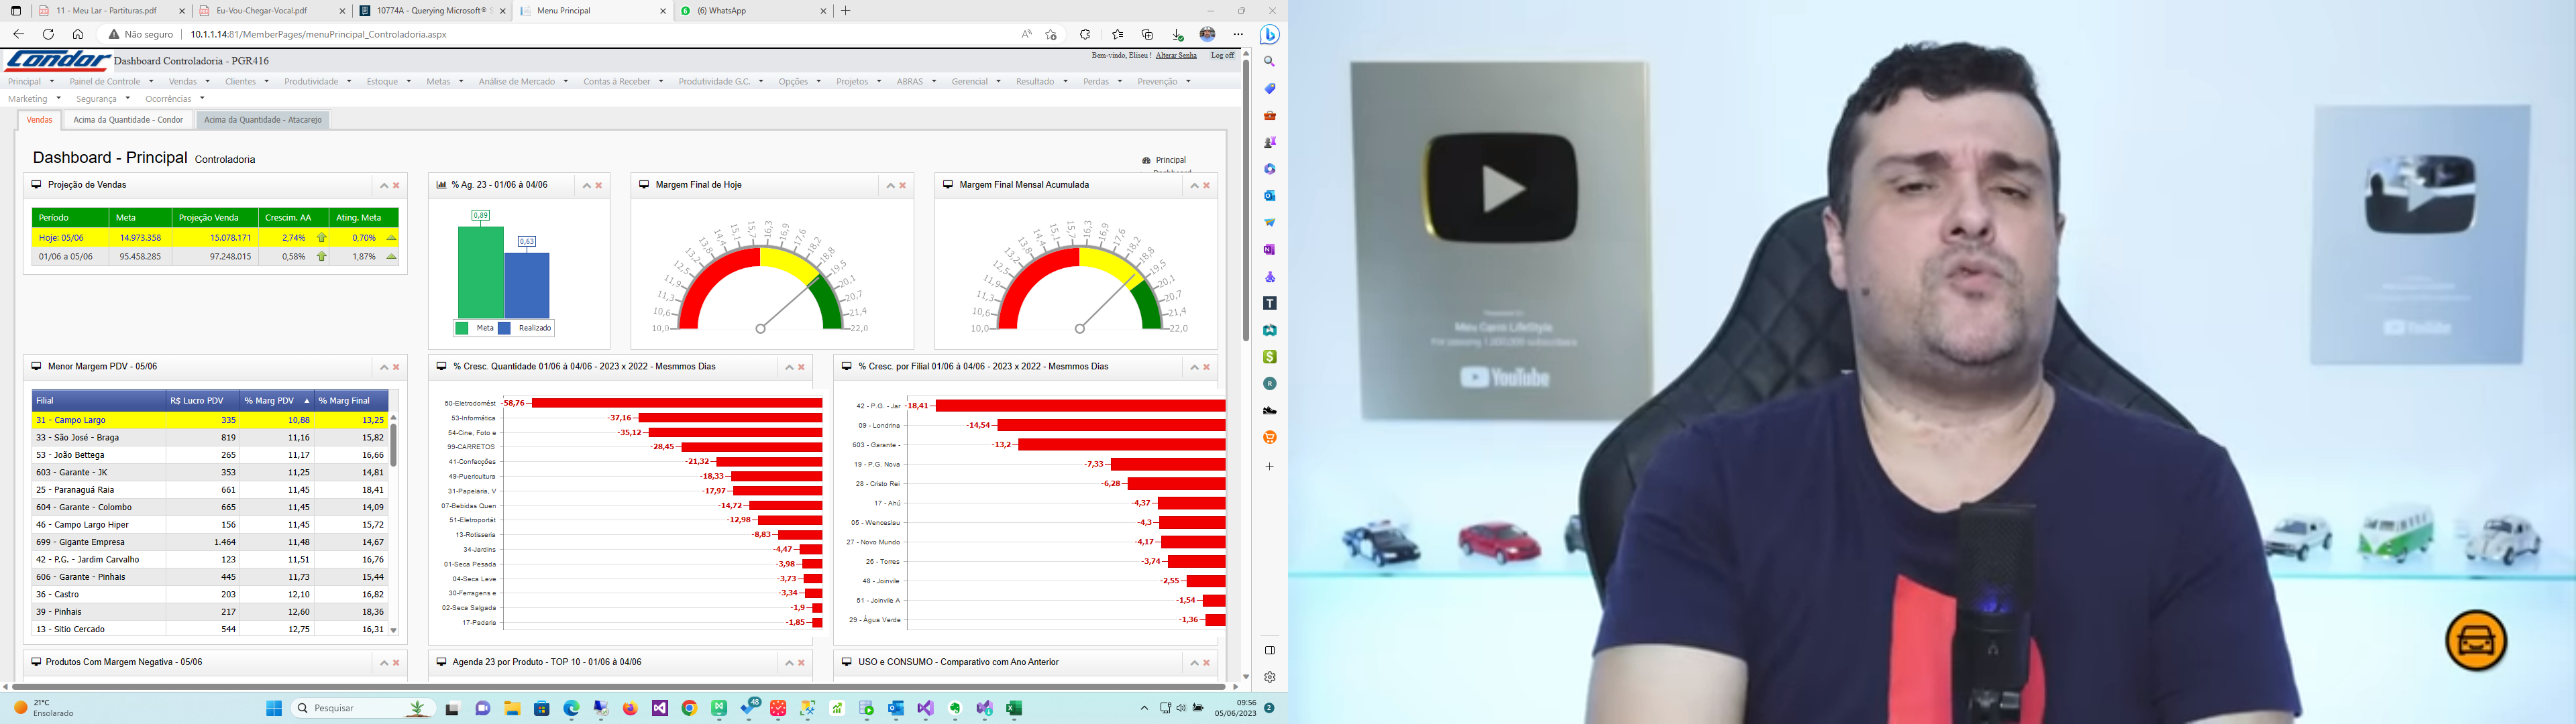 11 - Meu Lar - Partituras.pdf
Eu-Vou-Chegar-Vocal.pdf
10774A - Querying Microsoft® S
Menu Principal
(6) WhatsApp
Não seguro
10.1.1.14:81/MemberPages/menuPrincipal_Controladoria.aspx
Condor
Dashboard Controladoria - PGR416
Bem-vindo, Eliseu ! Alterar Senha Log off
Principal Painel de Controle Vendas Clientes Produtividade Estoque Metas Análise de Mercado Contas à Receber Produtividade G.C. Opções Projetos ABRAS Gerencial Resultado Perdas Prevenção
Marketing Segurança Ocorrências
Vendas Acima da Quantidade - Condor Acima da Quantidade - Atacarejo
Dashboard - Principal Controladoria
Principal
Projeção de Vendas
Período Meta Projeção Venda Crescim. AA Ating. Meta
Hoje: 05/06 14.973.358 15.078.171 2,74% 0,70%
01/06 a 05/06 95.458.285 97.248.015 0,58% 1,87%
% Ag. 23 - 01/06 à 04/06
0,89
0,63
Meta Realizado
Margem Final de Hoje
10,0 10,6 11,3 11,9 12,5 13,2 13,8 14,4 15,1 15,7 16,3 16,9 17,6 18,2 18,8 19,5 20,1 20,7 21,4 22,0
Margem Final Mensal Acumulada
10,0 10,6 11,3 11,9 12,5 13,2 13,8 14,4 15,1 15,7 16,3 16,9 17,6 18,2 18,8 19,5 20,1 20,7 21,4 22,0
Menor Margem PDV - 05/06
Filial R$ Lucro PDV % Marg PDV % Marg Final
31 - Campo Largo 335 10,88 13,25
33 - São José - Braga 819 11,16 15,82
53 - João Bettega 265 11,17 16,66
603 - Garante - JK 353 11,25 14,81
25 - Paranaguá Raia 661 11,45 18,41
604 - Garante - Colombo 665 11,45 14,09
46 - Campo Largo Hiper 156 11,45 15,72
699 - Gigante Empresa 1.464 11,48 14,67
42 - P.G. - Jardim Carvalho 123 11,51 16,76
606 - Garante - Pinhais 445 11,73 15,44
36 - Castro 203 12,10 16,82
39 - Pinhais 217 12,60 18,36
13 - Sítio Cercado 544 12,75 16,31
% Cresc. Quantidade 01/06 à 04/06 - 2023 x 2022 - Mesmmos Dias
50-Eletrodomést -58,76
53-Informática -37,16
54-Cine, Foto e -35,12
99-CARRETOS -28,45
41-Confecções -21,32
49-Puericultura -18,33
31-Papelaria, V -17,97
07-Bebidas Quen -14,72
51-Eletroportát -12,98
13-Rotisseria -8,83
34-Jardins -4,47
01-Seca Pesada -3,98
04-Seca Leve -3,73
30-Ferragens e -3,34
02-Seca Salgada -1,9
17-Padaria -1,85
% Cresc. por Filial 01/06 à 04/06 - 2023 x 2022 - Mesmmos Dias
42 - P.G. - Jar -18,41
09 - Londrina -14,54
603 - Garante - -13,2
19 - P.G. Nova -7,33
28 - Cristo Rei -6,28
17 - Ahú -4,37
05 - Wenceslau -4,3
27 - Novo Mundo -4,17
26 - Torres -3,74
48 - Joinvile -2,55
51 - Joinvile A -1,54
29 - Água Verde -1,36
Produtos Com Margem Negativa - 05/06
Agenda 23 por Produto - TOP 10 - 01/06 à 04/06
USO e CONSUMO - Comparativo com Ano Anterior
21°C
Ensolarado
Pesquisar
48
09:56
05/06/2023
2
Meu Carro LifeStyle
For passing 1,000,000 subscribers
YouTube
YouTube